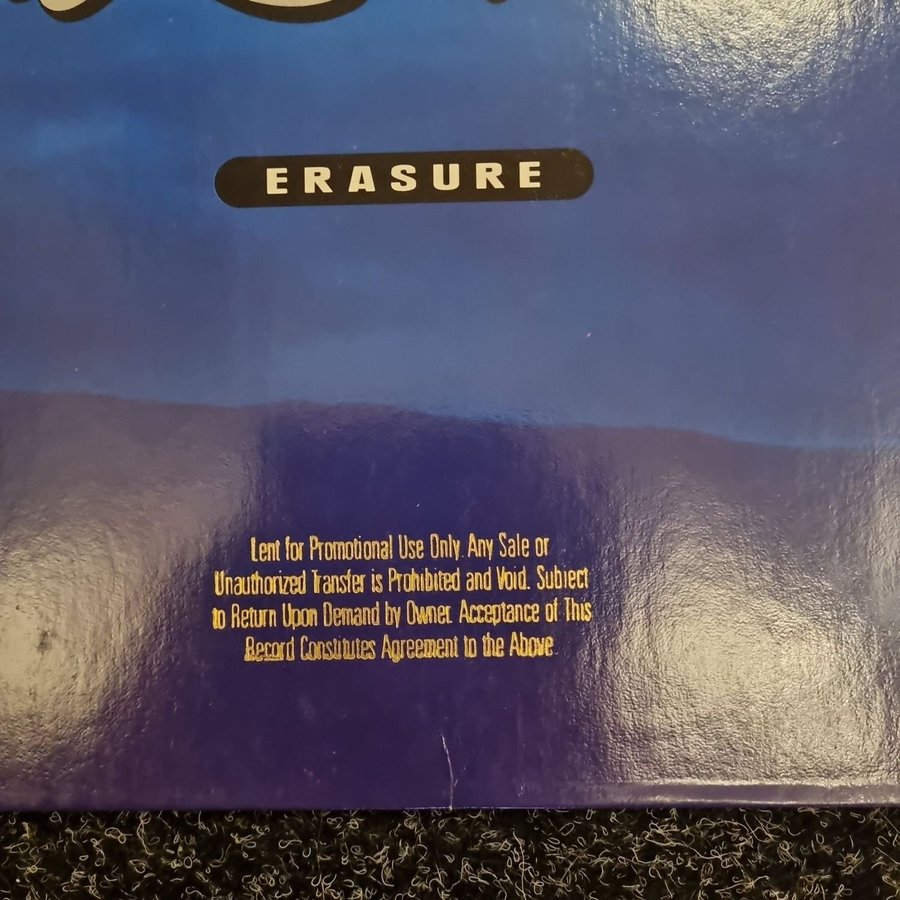 ERASURE
Lent for Promotional Use Only. Any Sale or
Unauthorized Transfer is Prohibited and Void. Subject
to Return Upon Demand by Owner. Acceptance of This
Record Constitutes Agreement to the Above.